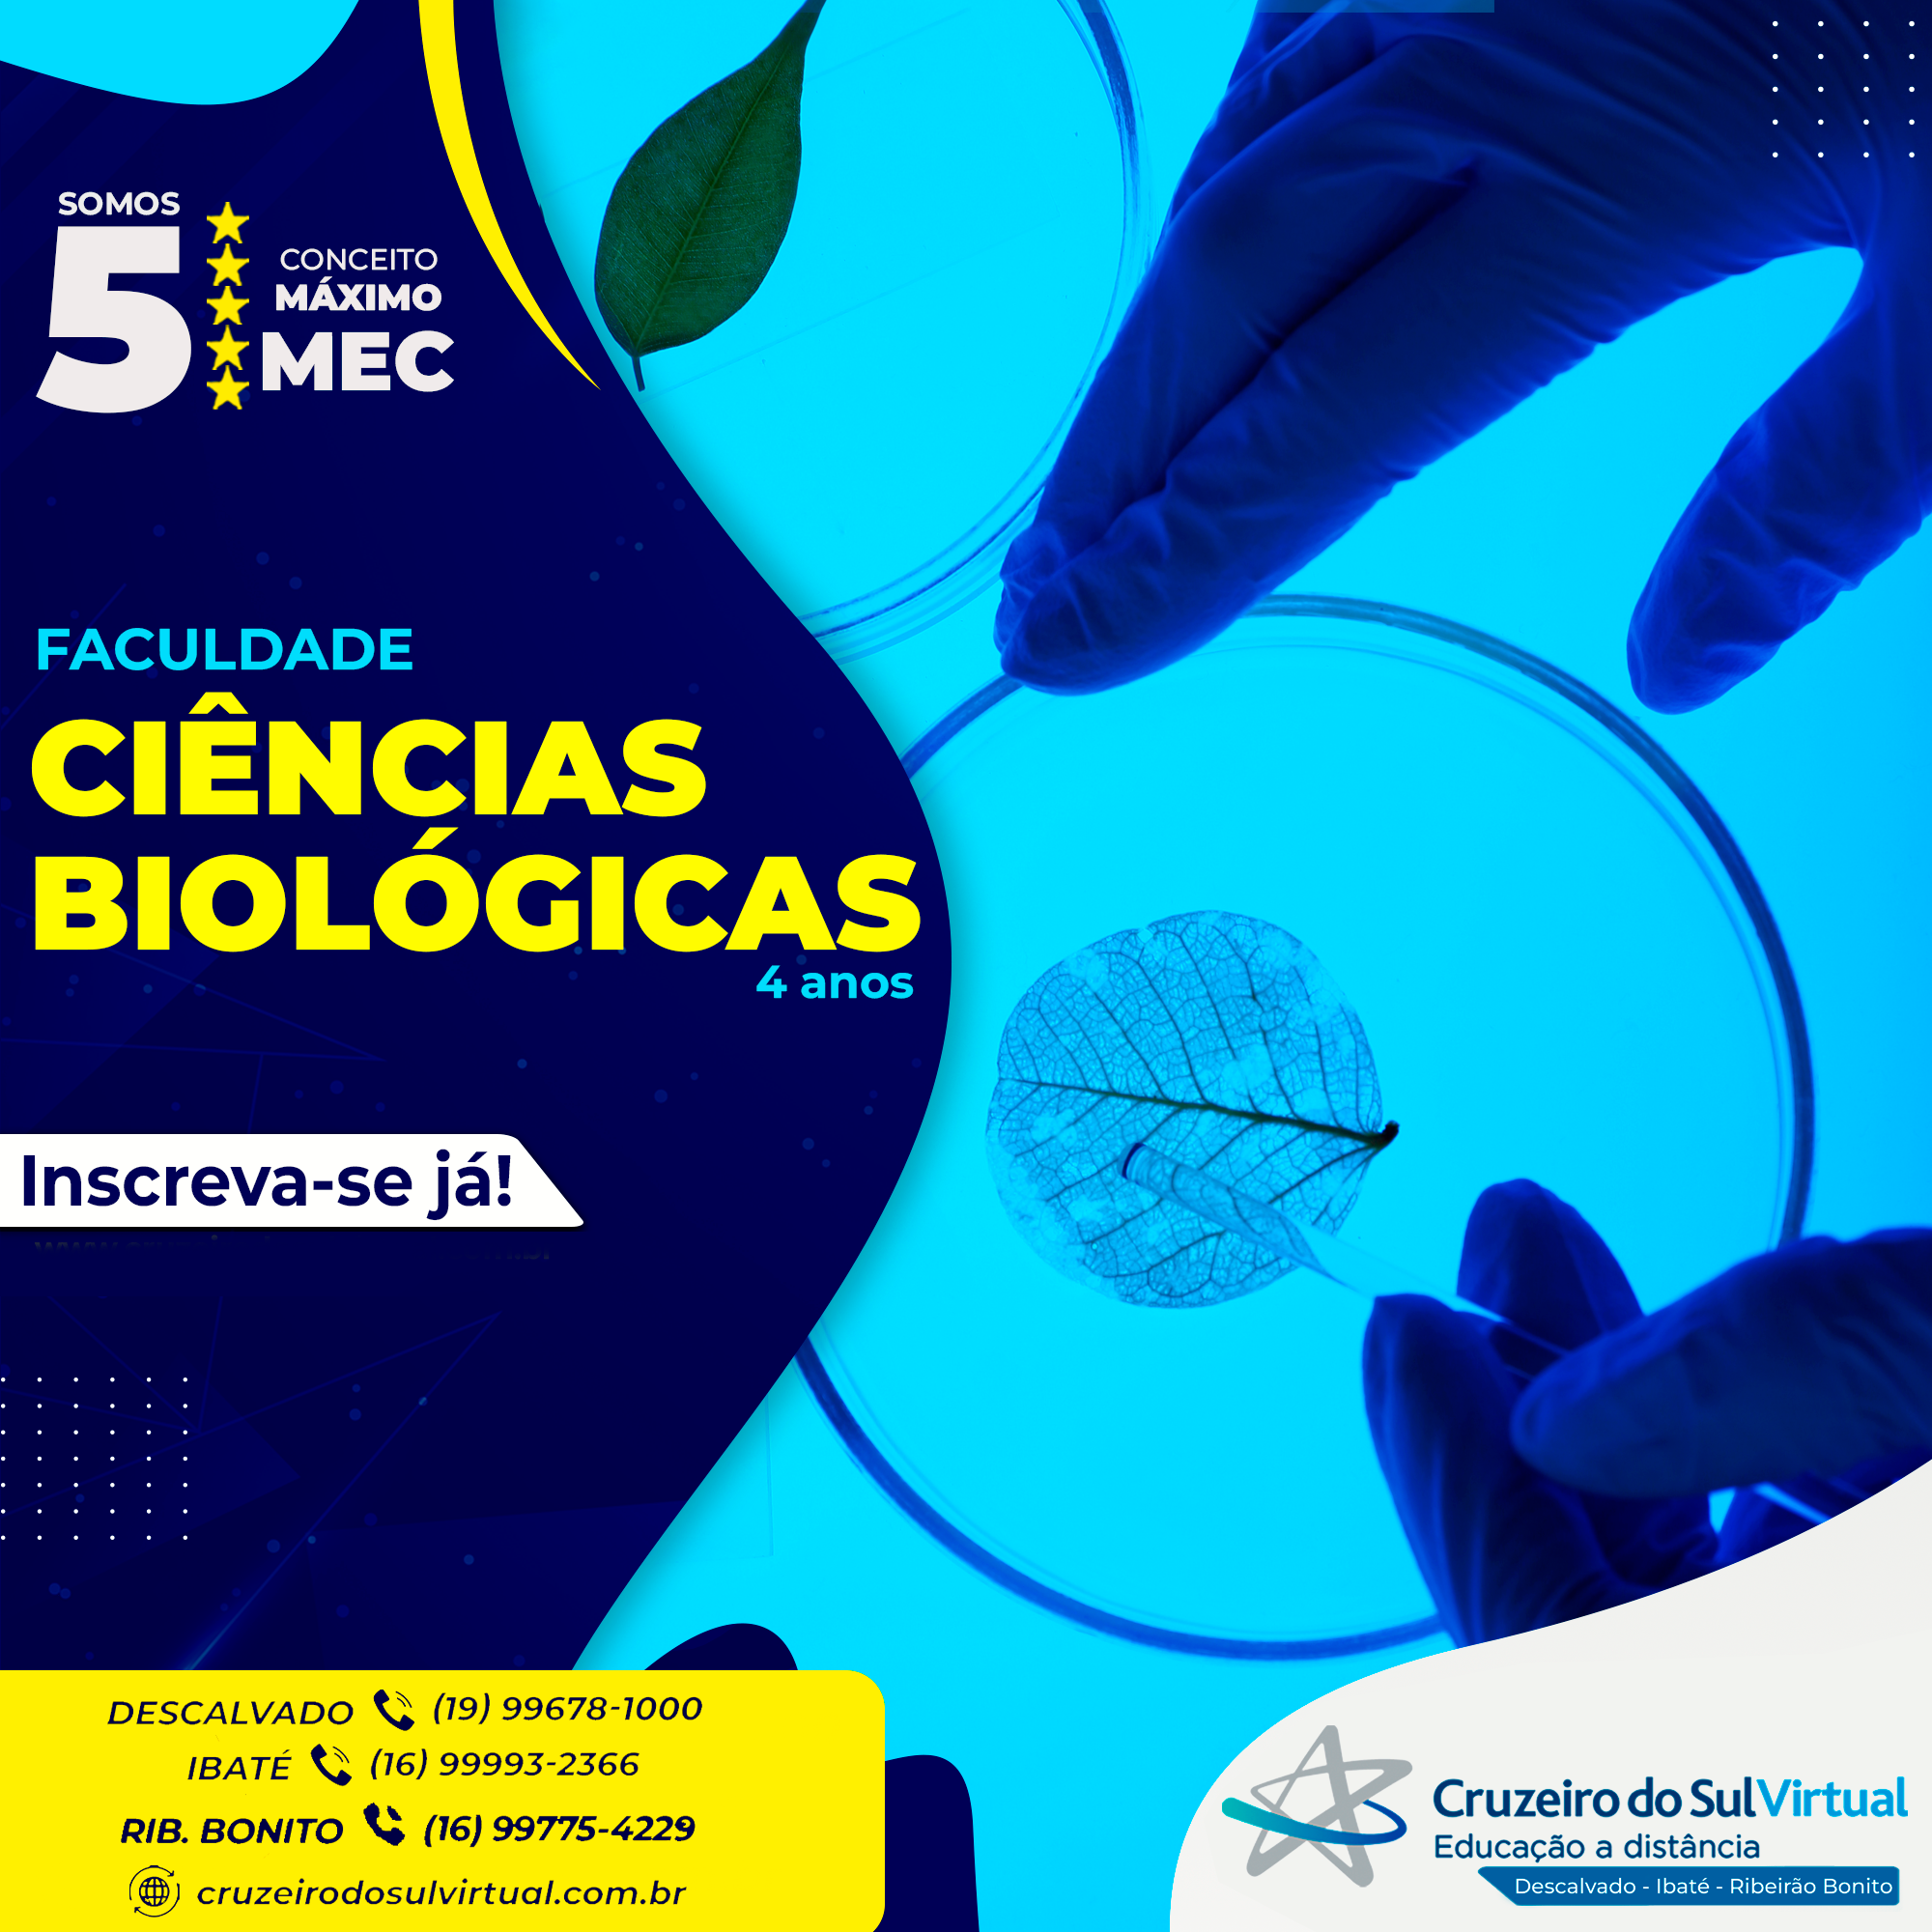 SOMOS
5
CONCEITO
MÁXIMO
MEC
FACULDADE
CIÊNCIAS
BIOLÓGICAS
4 anos
Inscreva-se já!
DESCALVADO (19) 99678-1000
IBATÉ (16) 99993-2366
RIB. BONITO (16) 99775-4229
cruzeirodosulvirtual.com.br
Cruzeiro do Sul Virtual
Educação a distância
Descalvado - Ibaté - Ribeirão Bonito